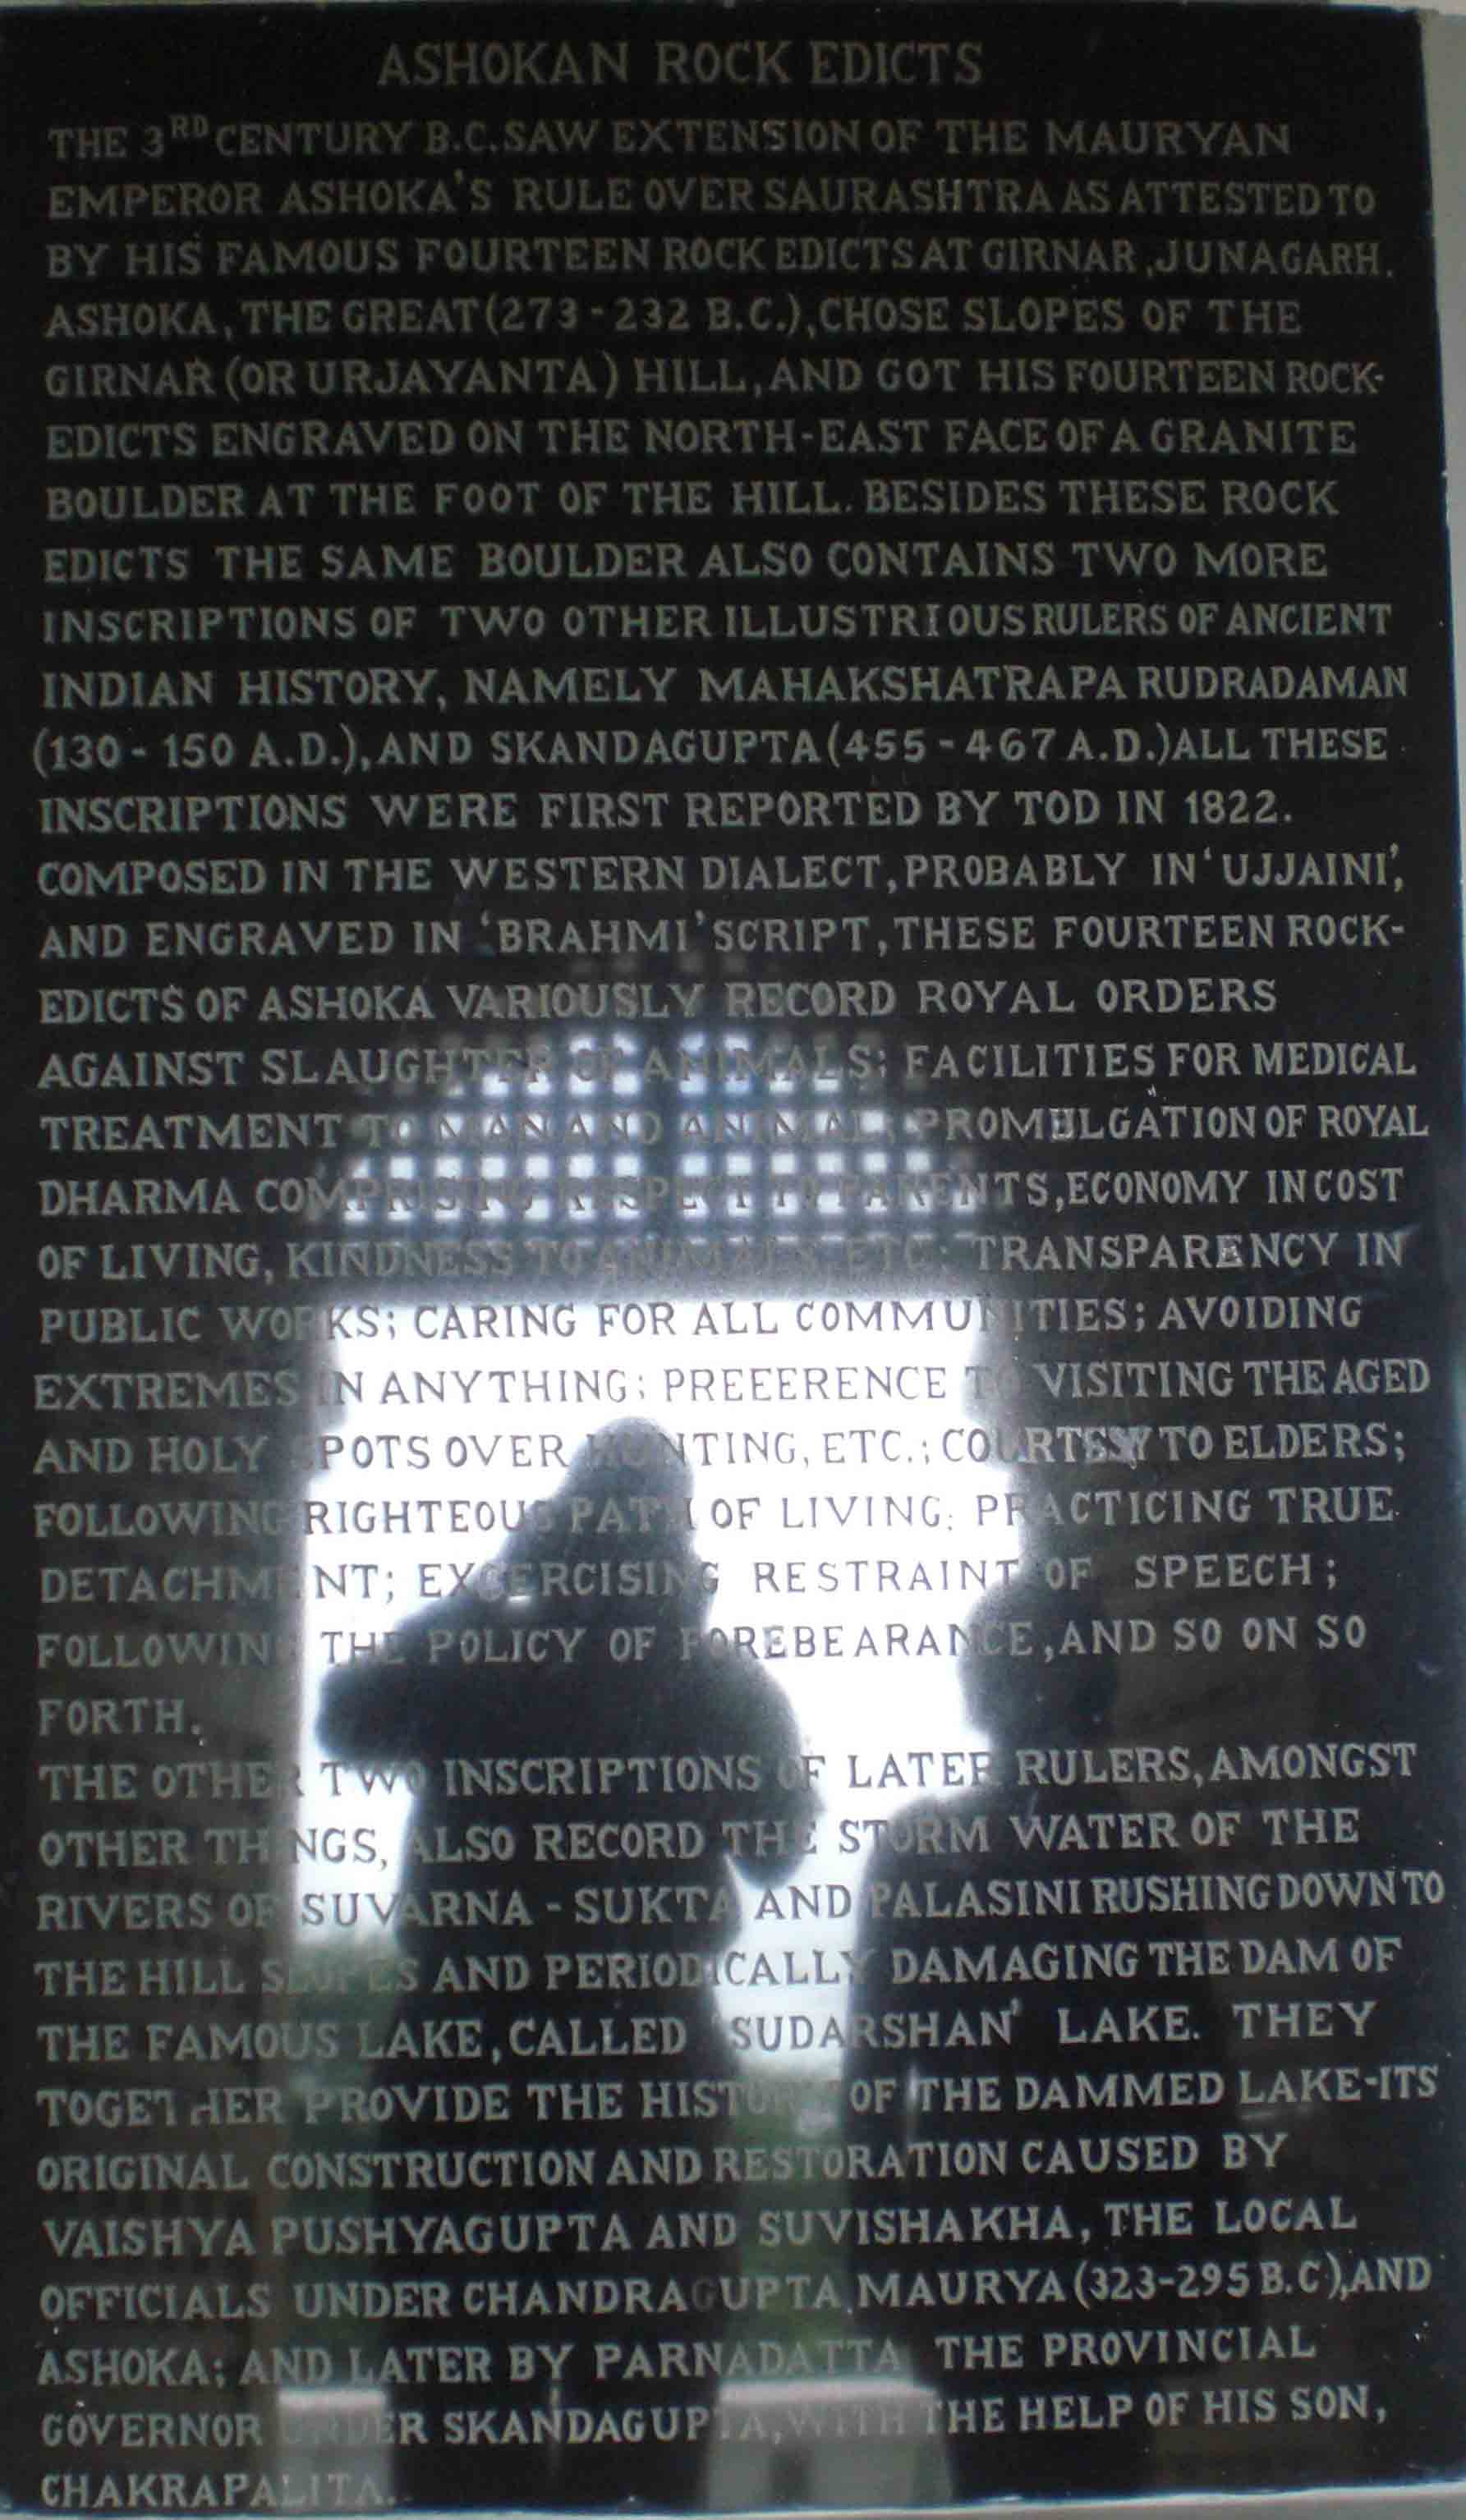 ASHOKAN ROCK EDICTS
THE 3RD CENTURY B.C. SAW EXTENSION OF THE MAURYAN
EMPEROR ASHOKA'S RULE OVER SAURASHTRA AS ATTESTED TO
BY HIS FAMOUS FOURTEEN ROCK EDICTS AT GIRNAR, JUNAGARH.
ASHOKA, THE GREAT (273 - 232 B.C.), CHOSE SLOPES OF THE
GIRNAR (OR URJAYANTA) HILL, AND GOT HIS FOURTEEN ROCK-
EDICTS ENGRAVED ON THE NORTH-EAST FACE OF A GRANITE
BOULDER AT THE FOOT OF THE HILL. BESIDES THESE ROCK
EDICTS THE SAME BOULDER ALSO CONTAINS TWO MORE
INSCRIPTIONS OF TWO OTHER ILLUSTRIOUS RULERS OF ANCIENT
INDIAN HISTORY, NAMELY MAHAKSHATRAPA RUDRADAMAN
(130 - 150 A.D.), AND SKANDAGUPTA (455 - 467 A.D.) ALL THESE
INSCRIPTIONS WERE FIRST REPORTED BY TOD IN 1822.
COMPOSED IN THE WESTERN DIALECT, PROBABLY IN 'UJJAINI',
AND ENGRAVED IN 'BRAHMI' SCRIPT, THESE FOURTEEN ROCK-
EDICTS OF ASHOKA VARIOUSLY RECORD ROYAL ORDERS
AGAINST SLAUGHTER OF ANIMALS; FACILITIES FOR MEDICAL
TREATMENT TO MAN AND ANIMAL; PROMULGATION OF ROYAL
DHARMA COMPRISING RESPECT TO PARENTS, ECONOMY IN COST
OF LIVING, KINDNESS TO ANIMALS, ETC; TRANSPARENCY IN
PUBLIC WORKS; CARING FOR ALL COMMUNITIES; AVOIDING
EXTREMES IN ANYTHING; PREEERENCE TO VISITING THE AGED
AND HOLY SPOTS OVER HUNTING, ETC.; COURTESY TO ELDERS;
FOLLOWING RIGHTEOUS PATH OF LIVING; PRACTICING TRUE
DETACHMENT; EXCERCISING RESTRAINT OF SPEECH;
FOLLOWING THE POLICY OF FOREBEARANCE, AND SO ON SO
FORTH.
THE OTHER TWO INSCRIPTIONS OF LATER RULERS, AMONGST
OTHER THINGS, ALSO RECORD THE STORM WATER OF THE
RIVERS OF SUVARNA - SUKTA AND PALASINI RUSHING DOWN TO
THE HILL SLOPES AND PERIODICALLY DAMAGING THE DAM OF
THE FAMOUS LAKE, CALLED 'SUDARSHAN' LAKE. THEY
TOGETHER PROVIDE THE HISTORY OF THE DAMMED LAKE-ITS
ORIGINAL CONSTRUCTION AND RESTORATION CAUSED BY
VAISHYA PUSHYAGUPTA AND SUVISHAKHA, THE LOCAL
OFFICIALS UNDER CHANDRAGUPTA MAURYA (323-295 B.C), AND
ASHOKA; AND LATER BY PARNADATTA THE PROVINCIAL
GOVERNOR UNDER SKANDAGUPTA, WITH THE HELP OF HIS SON,
CHAKRAPALITA.